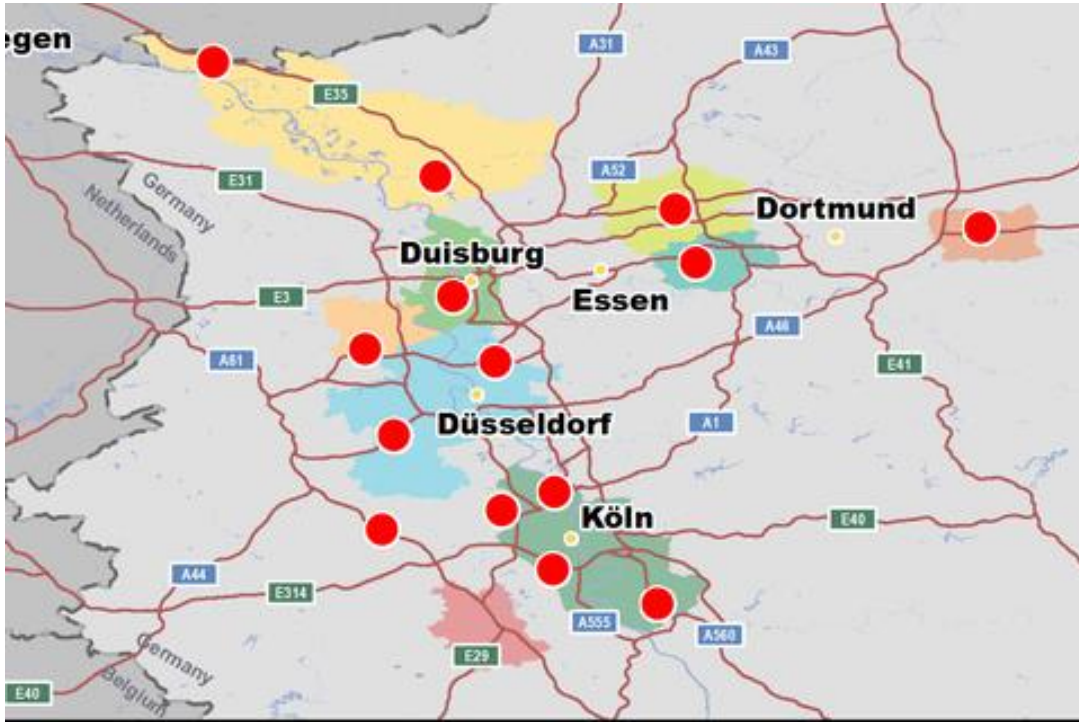 egen
A31
A43
E35
A52
E31
Germany
Netherlands
Dortmund
Duisburg
Essen
E3
A46
A61
E41
Düsseldorf
A1
Köln
E40
A44
E314
A555
A560
E29
Germany
Belgium
E40